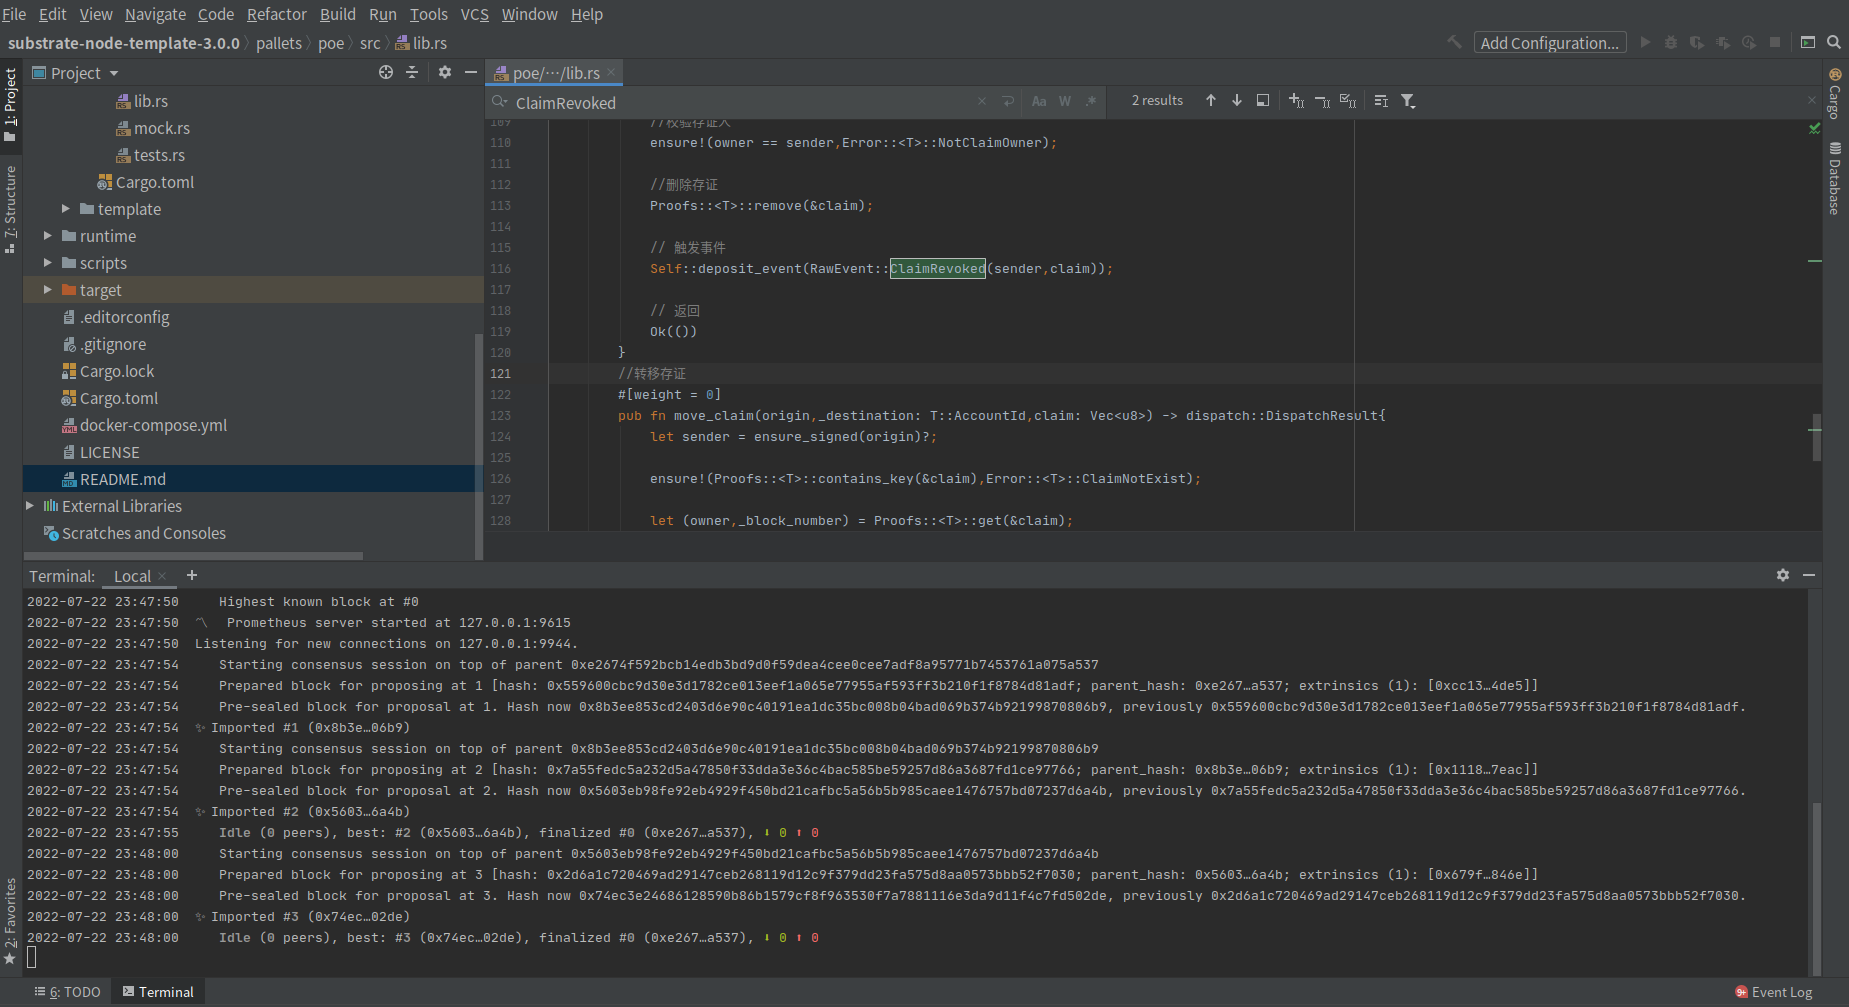 File Edit View Navigate Code Refactor Build Run Tools VCS Window Help
substrate-node-template-3.0.0 pallets poe src lib.rs
Add Configuration...
1: Project
7: Structure
2: Favorites
Project
lib.rs
mock.rs
tests.rs
Cargo.toml
template
runtime
scripts
target
.editorconfig
.gitignore
Cargo.lock
Cargo.toml
docker-compose.yml
LICENSE
README.md
External Libraries
Scratches and Consoles
poe/···/lib.rs
ClaimRevoked
Aa W .*
2 results
Cargo
Database
109 //校验存证人
110 ensure!(owner == sender,Error::<T>::NotClaimOwner);
111
112 //删除存证
113 Proofs::<T>::remove(&claim);
114
115 // 触发事件
116 Self::deposit_event(RawEvent::ClaimRevoked(sender,claim));
117
118 // 返回
119 Ok(())
120 }
121 //转移存证
122 #[weight = 0]
123 pub fn move_claim(origin,_destination: T::AccountId,claim: Vec<u8>) -> dispatch::DispatchResult{
124 let sender = ensure_signed(origin)?;
125
126 ensure!(Proofs::<T>::contains_key(&claim),Error::<T>::ClaimNotExist);
127
128 let (owner,_block_number) = Proofs::<T>::get(&claim);
Terminal: Local +
2022-07-22 23:47:50 Highest known block at #0
2022-07-22 23:47:50 〽 Prometheus server started at 127.0.0.1:9615
2022-07-22 23:47:50 Listening for new connections on 127.0.0.1:9944.
2022-07-22 23:47:54 Starting consensus session on top of parent 0xe2674f592bcb14edb3bd9d0f59dea4cee0cee7adf8a95771b7453761a075a537
2022-07-22 23:47:54 Prepared block for proposing at 1 [hash: 0x559600cbc9d30e3d1782ce013eef1a065e77955af593ff3b210f1f8784d81adf; parent_hash: 0xe267…a537; extrinsics (1): [0xcc13…4de5]]
2022-07-22 23:47:54 Pre-sealed block for proposal at 1. Hash now 0x8b3ee853cd2403d6e90c40191ea1dc35bc008b04bad069b374b92199870806b9, previously 0x559600cbc9d30e3d1782ce013eef1a065e77955af593ff3b210f1f8784d81adf.
2022-07-22 23:47:54 ✨ Imported #1 (0x8b3e…06b9)
2022-07-22 23:47:54 Starting consensus session on top of parent 0x8b3ee853cd2403d6e90c40191ea1dc35bc008b04bad069b374b92199870806b9
2022-07-22 23:47:54 Prepared block for proposing at 2 [hash: 0x7a55fedc5a232d5a47850f33dda3e36c4bac585be59257d86a3687fd1ce97766; parent_hash: 0x8b3e…06b9; extrinsics (1): [0x1118…7eac]]
2022-07-22 23:47:54 Pre-sealed block for proposal at 2. Hash now 0x5603eb98fe92eb4929f450bd21cafbc5a56b5b985caee1476757bd07237d6a4b, previously 0x7a55fedc5a232d5a47850f33dda3e36c4bac585be59257d86a3687fd1ce97766.
2022-07-22 23:47:54 ✨ Imported #2 (0x5603…6a4b)
2022-07-22 23:47:55 Idle (0 peers), best: #2 (0x5603…6a4b), finalized #0 (0xe267…a537), ⬇ 0 ⬆ 0
2022-07-22 23:48:00 Starting consensus session on top of parent 0x5603eb98fe92eb4929f450bd21cafbc5a56b5b985caee1476757bd07237d6a4b
2022-07-22 23:48:00 Prepared block for proposing at 3 [hash: 0x2d6a1c720469ad29147ceb268119d12c9f379dd23fa575d8aa0573bbb52f7030; parent_hash: 0x5603…6a4b; extrinsics (1): [0x679f…846e]]
2022-07-22 23:48:00 Pre-sealed block for proposal at 3. Hash now 0x74ec3e24686128590b86b1579cf8f963530f7a7881116e3da9d11f4c7fd502de, previously 0x2d6a1c720469ad29147ceb268119d12c9f379dd23fa575d8aa0573bbb52f7030.
2022-07-22 23:48:00 ✨ Imported #3 (0x74ec…02de)
2022-07-22 23:48:00 Idle (0 peers), best: #3 (0x74ec…02de), finalized #0 (0xe267…a537), ⬇ 0 ⬆ 0
6: TODO Terminal 9+ Event Log